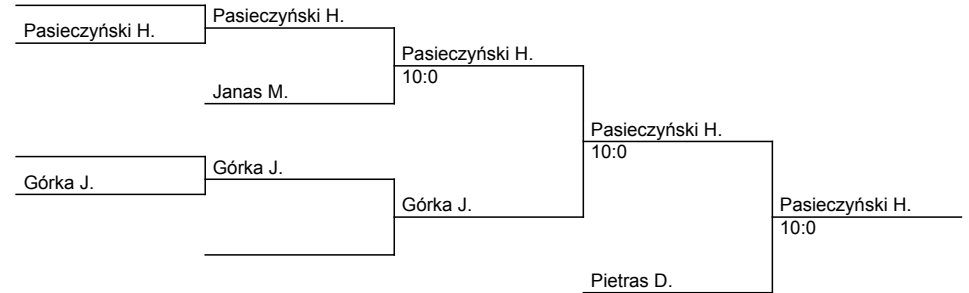 Pasieczyński H.
Pasieczyński H.
Pasieczyński H.
10:0
Janas M.
Pasieczyński H.
10:0
Górka J.
Górka J.
Górka J.
Pasieczyński H.
10:0
Pietras D.